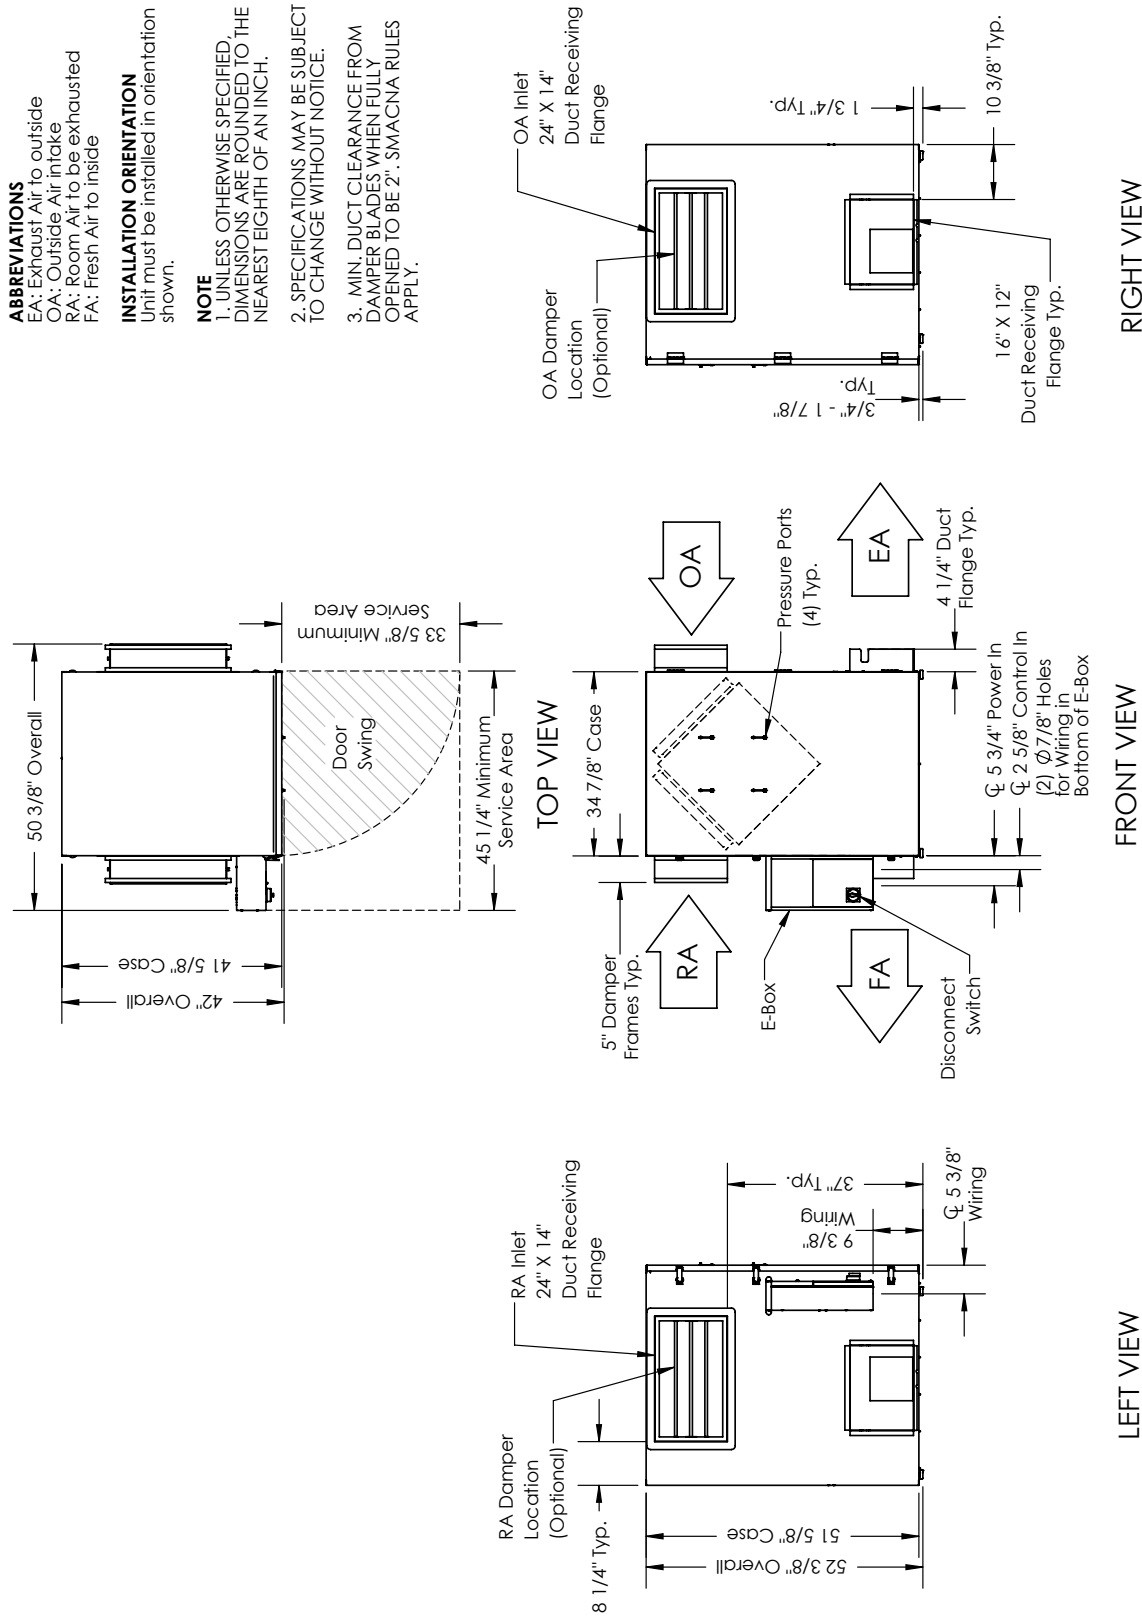 ABBREVIATIONS
EA: Exhaust Air to outside
OA: Outside Air intake
RA: Room Air to be exhausted
FA: Fresh Air to inside
INSTALLATION ORIENTATION
Unit must be installed in orientation
shown.
NOTE
1. UNLESS OTHERWISE SPECIFIED,
DIMENSIONS ARE ROUNDED TO THE
NEAREST EIGHTH OF AN INCH.
2. SPECIFICATIONS MAY BE SUBJECT
TO CHANGE WITHOUT NOTICE.
3. MIN. DUCT CLEARANCE FROM
DAMPER BLADES WHEN FULLY
OPENED TO BE 2". SMACNA RULES
APPLY.
50 3/8" Overall
41 5/8" Case
42" Overall
Door
Swing
33 5/8" Minimum
Service Area
45 1/4" Minimum
Service Area
TOP VIEW
RA Damper
Location
(Optional)
RA Inlet
24" X 14"
Duct Receiving
Flange
8 1/4" Typ.
51 5/8" Case
52 3/8" Overall
37" Typ.
9 3/8"
Wiring
℄ 5 3/8"
Wiring
LEFT VIEW
34 7/8" Case
5" Damper
Frames Typ.
RA
OA
FA
EA
E-Box
Disconnect
Switch
Pressure Ports
(4) Typ.
4 1/4" Duct
Flange Typ.
℄ 5 3/4" Power In
℄ 2 5/8" Control In
(2) ∅7/8" Holes
for Wiring in
Bottom of E-Box
FRONT VIEW
OA Damper
Location
(Optional)
OA Inlet
24" X 14"
Duct Receiving
Flange
1 3/4" Typ.
3/4" - 1 7/8"
Typ.
10 3/8" Typ.
16" X 12"
Duct Receiving
Flange Typ.
RIGHT VIEW